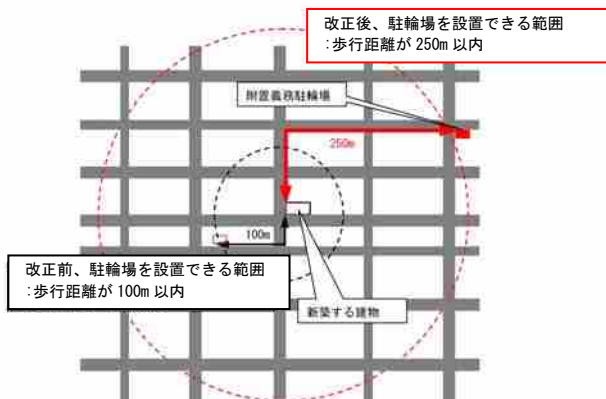 改正後、駐輪場を設置できる範囲
:歩行距離が 250m 以内
附置義務駐輪場
250m
100m
改正前、駐輪場を設置できる範囲
:歩行距離が 100m 以内
新築する建物